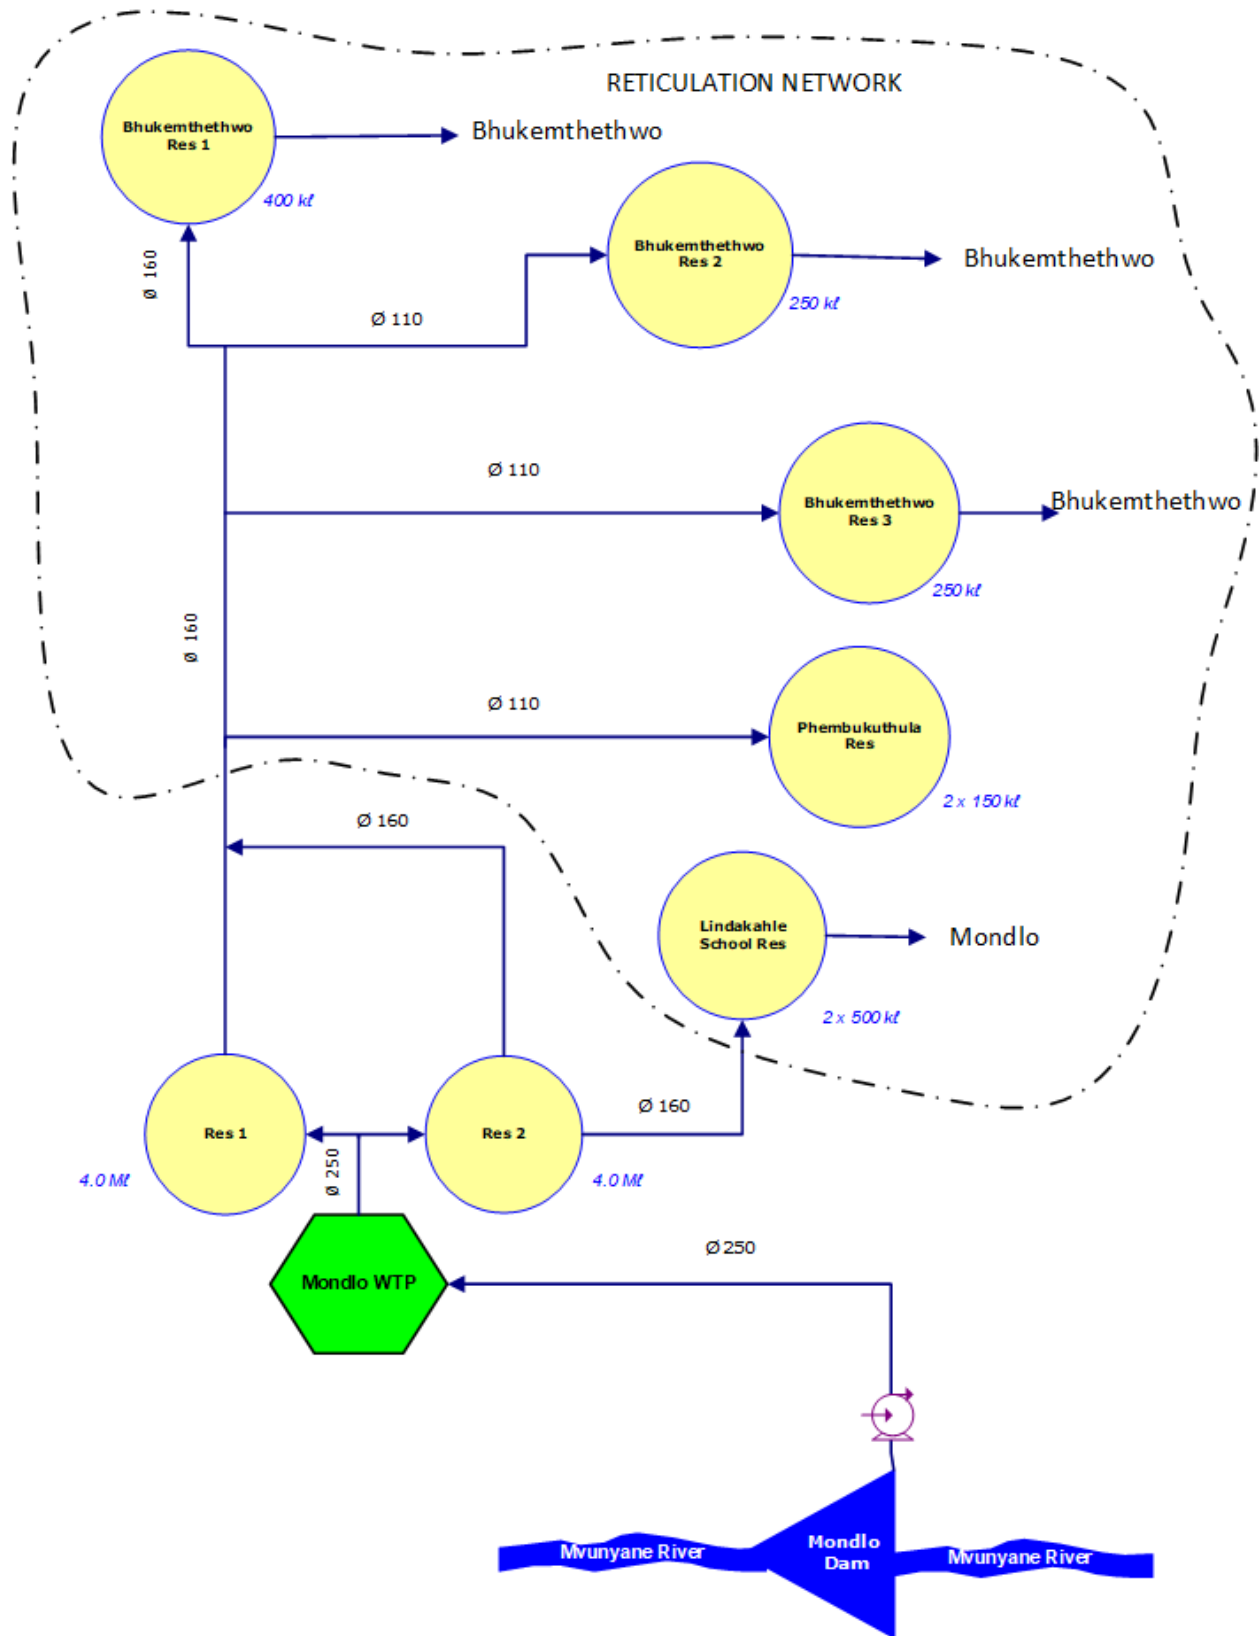 RETICULATION NETWORK
Bhukemthethwo
Res 1
Bhukemthethwo
400 kℓ
Ø 160
Bhukemthethwo
Res 2
Bhukemthethwo
250 kℓ
Ø 110
Ø 110
Bhukemthethwo
Res 3
Bhukemthethwo
250 kℓ
Ø 160
Ø 110
Phembukuthula
Res
2 x 150 kℓ
Ø 160
Lindakahle
School Res
Mondlo
2 x 500 kℓ
Ø 160
Res 1
Res 2
4.0 Mℓ
Ø 250
4.0 Mℓ
Mondlo WTP
Ø 250
Mvunyane River
Mondlo
Dam
Mvunyane River